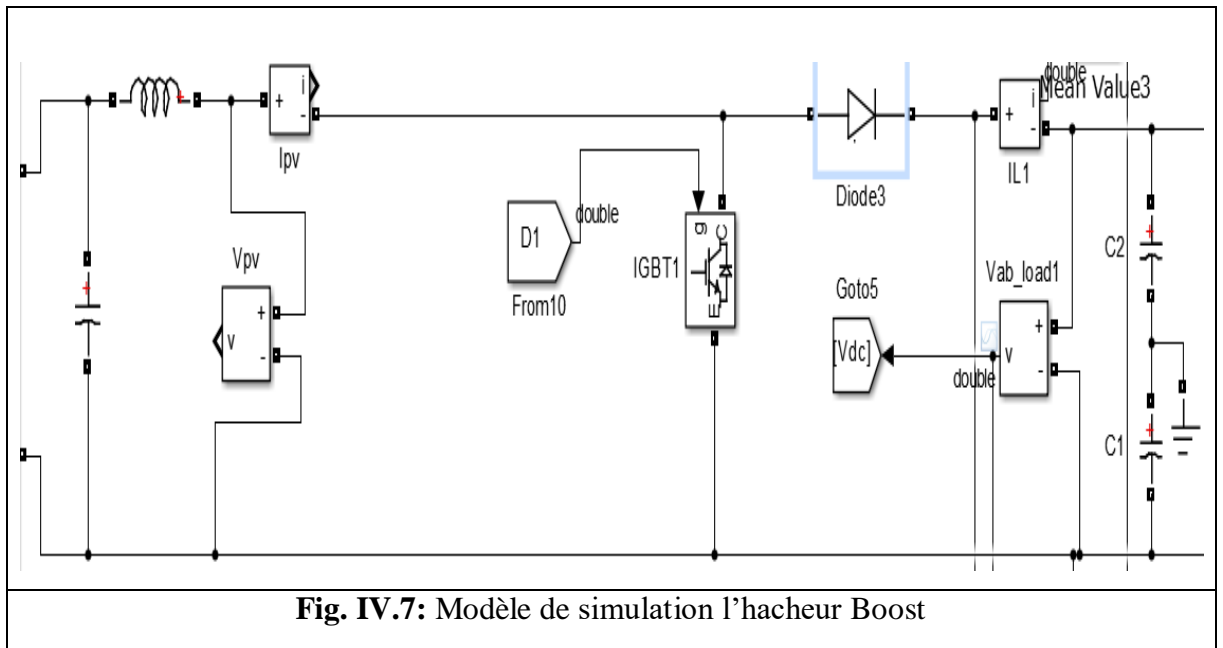 double
Mean Value3
i
+
-
Ipv
i
+
-
IL1
Diode3
D1
double
From10
g
C
E
IGBT1
Vpv
+
v
-
Goto5
[Vdc]
double
Vab_load1
+
v
-
C2
C1
+
+
+
+
Fig. IV.7: Modèle de simulation l’hacheur Boost